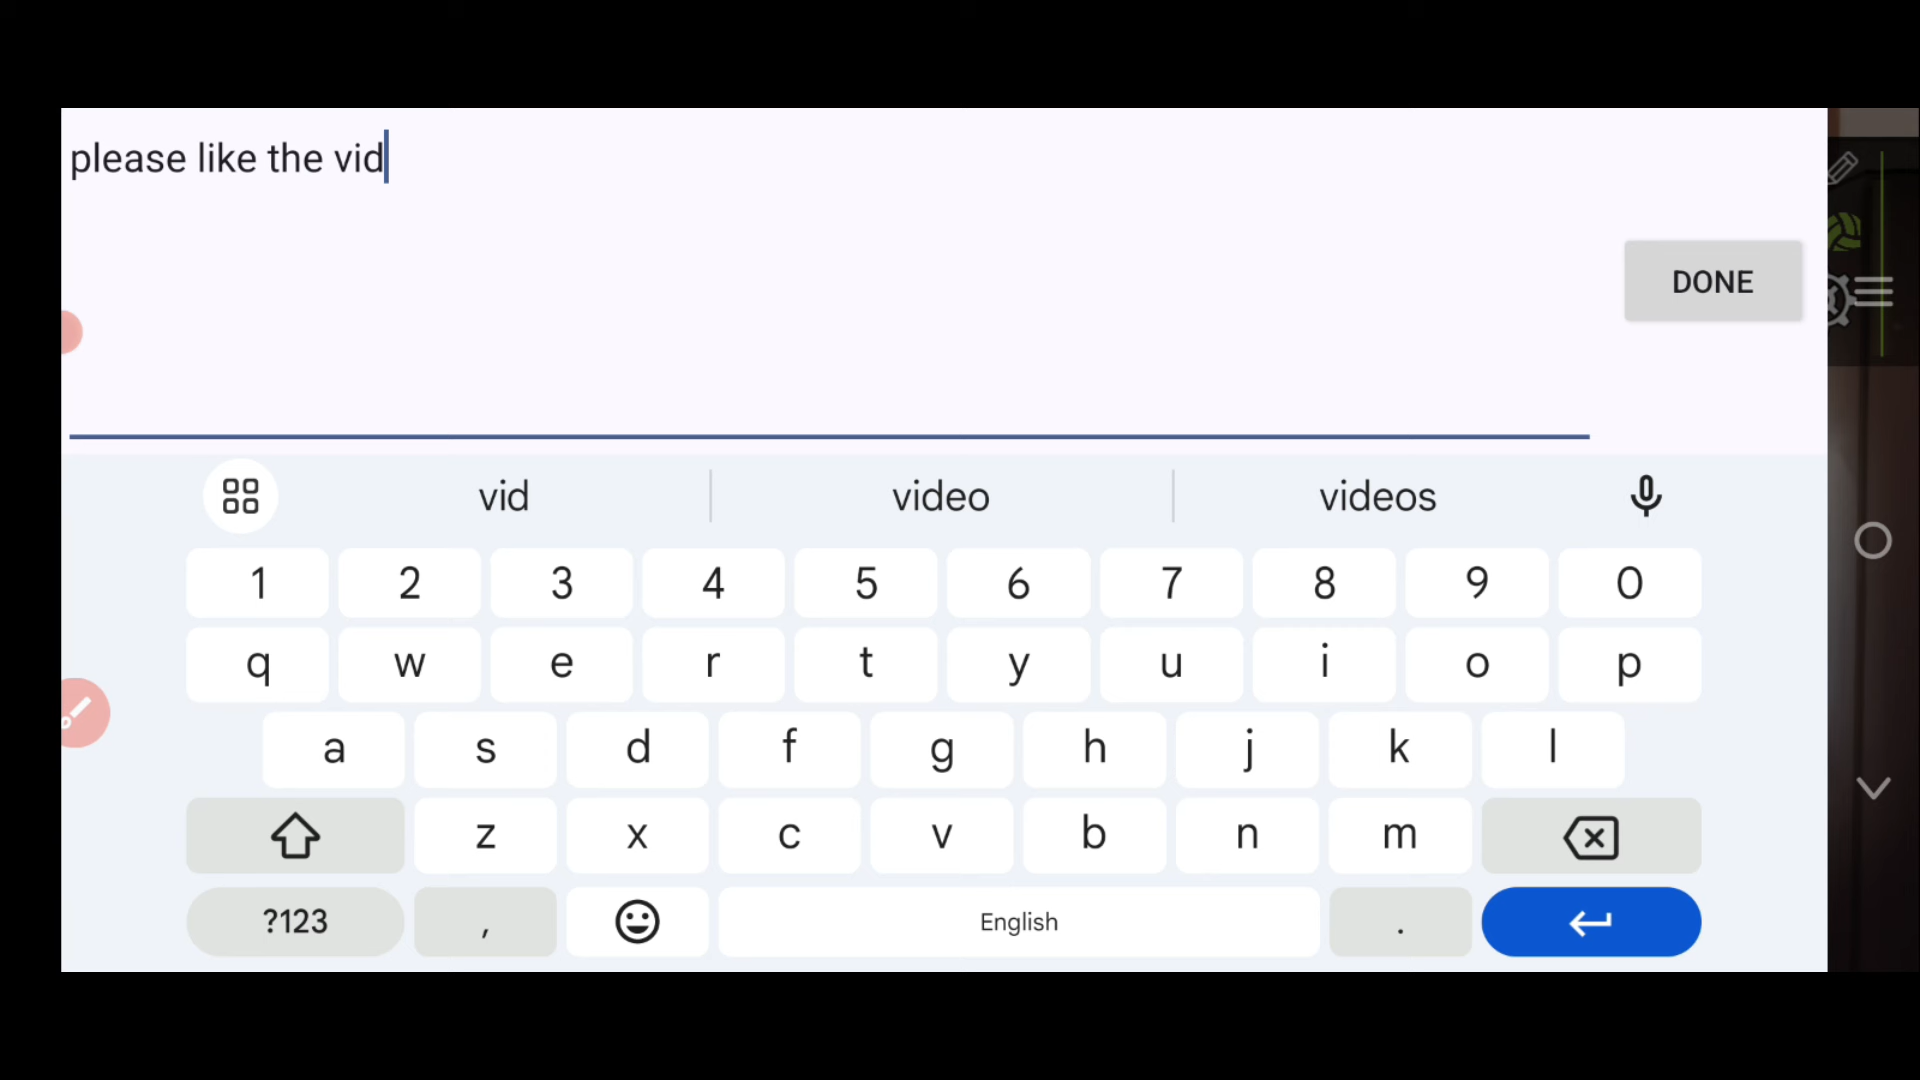 please like the vid
DONE
vid video videos
1 2 3 4 5 6 7 8 9 0
q w e r t y u i o p
a s d f g h j k l
z x c v b n m
?123 , English .